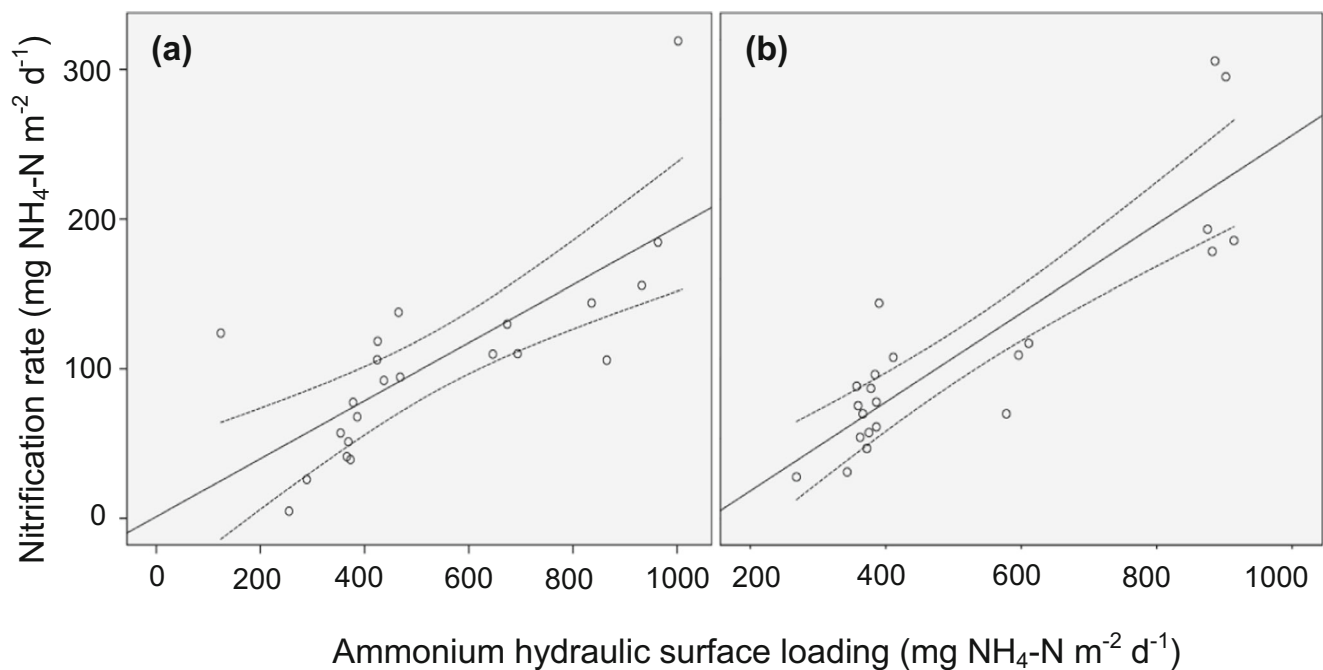 (a)
(b)
Nitrification rate (mg NH₄-N m⁻² d⁻¹)
300
200
100
0
0 200 400 600 800 1000
200 400 600 800 1000
Ammonium hydraulic surface loading (mg NH₄-N m⁻² d⁻¹)